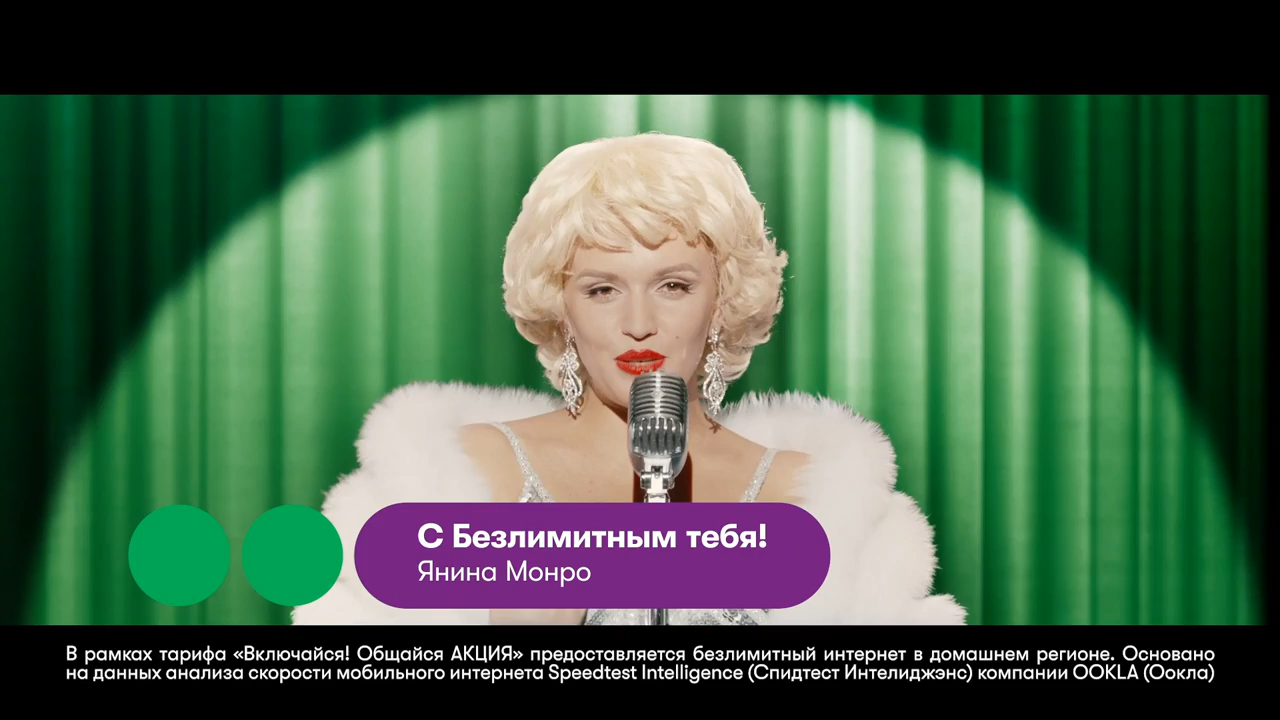 С Безлимитным тебя!
Янина Монро
В рамках тарифа «Включайся! Общайся АКЦИЯ» предоставляется безлимитный интернет в домашнем регионе. Основано
на данных анализа скорости мобильного интернета Speedtest Intelligence (Спидтест Интелиджэнс) компании OOKLA (Оокла)